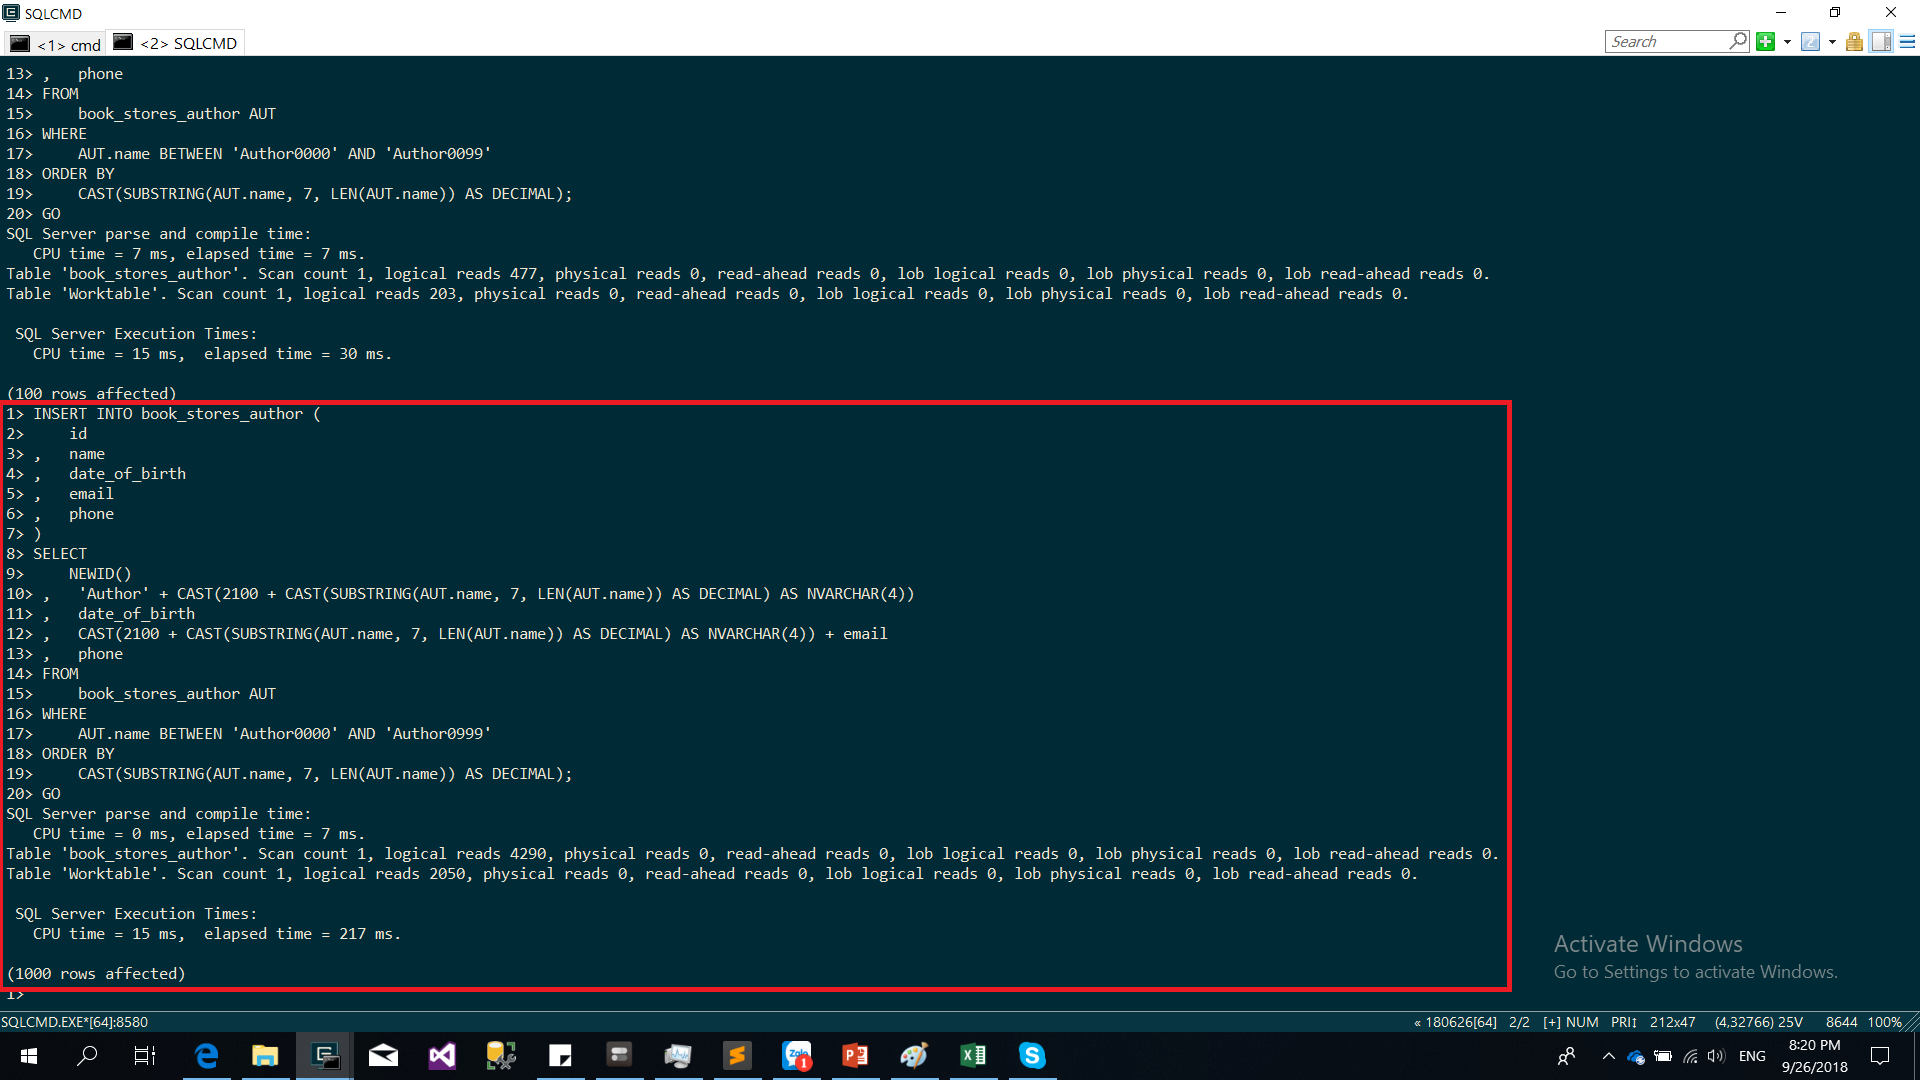 SQLCMD
<1> cmd
<2> SQLCMD
Search
13> ,   phone
14> FROM
15>     book_stores_author AUT
16> WHERE
17>     AUT.name BETWEEN 'Author0000' AND 'Author0099'
18> ORDER BY
19>     CAST(SUBSTRING(AUT.name, 7, LEN(AUT.name)) AS DECIMAL);
20> GO
SQL Server parse and compile time:
   CPU time = 7 ms, elapsed time = 7 ms.
Table 'book_stores_author'. Scan count 1, logical reads 477, physical reads 0, read-ahead reads 0, lob logical reads 0, lob physical reads 0, lob read-ahead reads 0.
Table 'Worktable'. Scan count 1, logical reads 203, physical reads 0, read-ahead reads 0, lob logical reads 0, lob physical reads 0, lob read-ahead reads 0.
 SQL Server Execution Times:
   CPU time = 15 ms,  elapsed time = 30 ms.
(100 rows affected)
1> INSERT INTO book_stores_author (
2>     id
3> ,   name
4> ,   date_of_birth
5> ,   email
6> ,   phone
7> )
8> SELECT
9>     NEWID()
10> ,   'Author' + CAST(2100 + CAST(SUBSTRING(AUT.name, 7, LEN(AUT.name)) AS DECIMAL) AS NVARCHAR(4))
11> ,   date_of_birth
12> ,   CAST(2100 + CAST(SUBSTRING(AUT.name, 7, LEN(AUT.name)) AS DECIMAL) AS NVARCHAR(4)) + email
13> ,   phone
14> FROM
15>     book_stores_author AUT
16> WHERE
17>     AUT.name BETWEEN 'Author0000' AND 'Author0999'
18> ORDER BY
19>     CAST(SUBSTRING(AUT.name, 7, LEN(AUT.name)) AS DECIMAL);
20> GO
SQL Server parse and compile time:
   CPU time = 0 ms, elapsed time = 7 ms.
Table 'book_stores_author'. Scan count 1, logical reads 4290, physical reads 0, read-ahead reads 0, lob logical reads 0, lob physical reads 0, lob read-ahead reads 0.
Table 'Worktable'. Scan count 1, logical reads 2050, physical reads 0, read-ahead reads 0, lob logical reads 0, lob physical reads 0, lob read-ahead reads 0.
 SQL Server Execution Times:
   CPU time = 15 ms,  elapsed time = 217 ms.
(1000 rows affected)
1>
Activate Windows
Go to Settings to activate Windows.
SQLCMD.EXE*[64]:8580
« 180626[64] 2/2 [+] NUM PRI↕ 212x47 (4,32766) 25V 8644 100%
Zalo
1
ENG
8:20 PM
9/26/2018